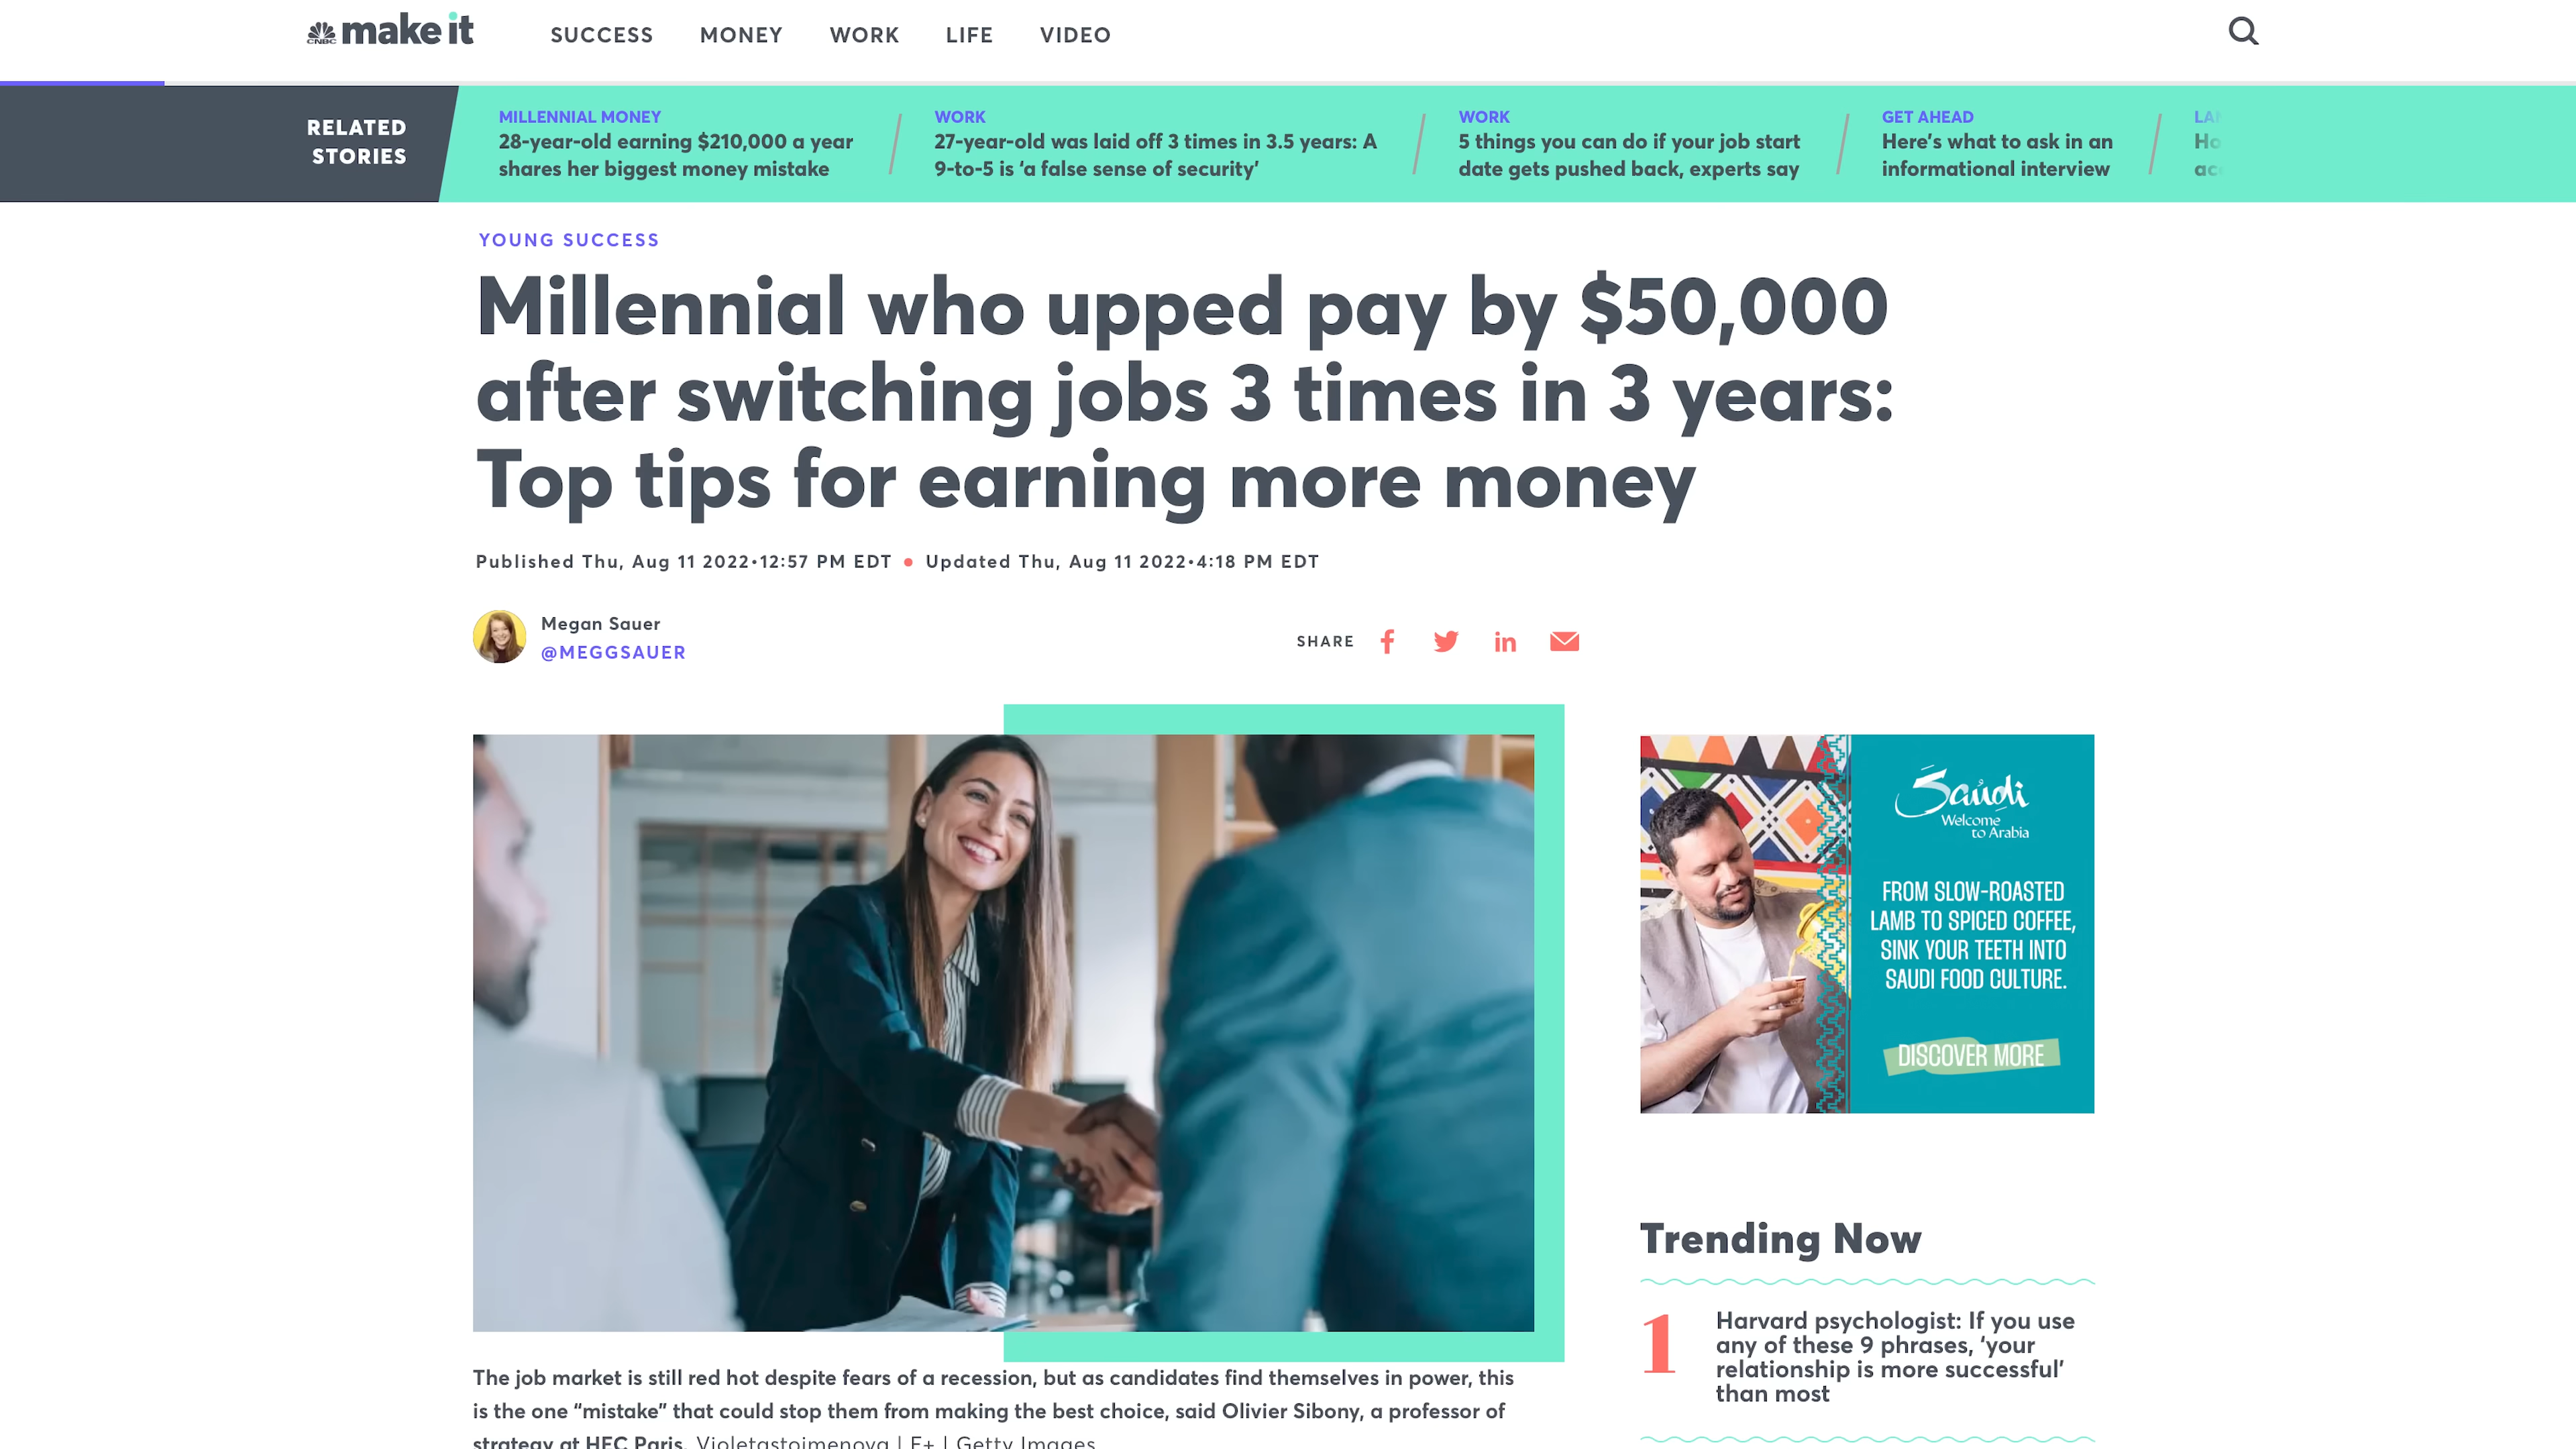 CNBC make it
SUCCESS
MONEY
WORK
LIFE
VIDEO
RELATED
STORIES
MILLENNIAL MONEY
28-year-old earning $210,000 a year
shares her biggest money mistake
WORK
27-year-old was laid off 3 times in 3.5 years: A
9-to-5 is ‘a false sense of security’
WORK
5 things you can do if your job start
date gets pushed back, experts say
GET AHEAD
Here’s what to ask in an
informational interview
YOUNG SUCCESS
Millennial who upped pay by $50,000
after switching jobs 3 times in 3 years:
Top tips for earning more money
Published Thu, Aug 11 2022•12:57 PM EDT • Updated Thu, Aug 11 2022•4:18 PM EDT
Megan Sauer
@MEGGSAUER
SHARE
Saudi
Welcome
to Arabia
FROM SLOW-ROASTED
LAMB TO SPICED COFFEE,
SINK YOUR TEETH INTO
SAUDI FOOD CULTURE.
DISCOVER MORE
The job market is still red hot despite fears of a recession, but as candidates find themselves in power, this
is the one “mistake” that could stop them from making the best choice, said Olivier Sibony, a professor of
strategy at HEC Paris. Violetastoimenova | E+ | Getty Images
Trending Now
1
Harvard psychologist: If you use
any of these 9 phrases, ‘your
relationship is more successful’
than most